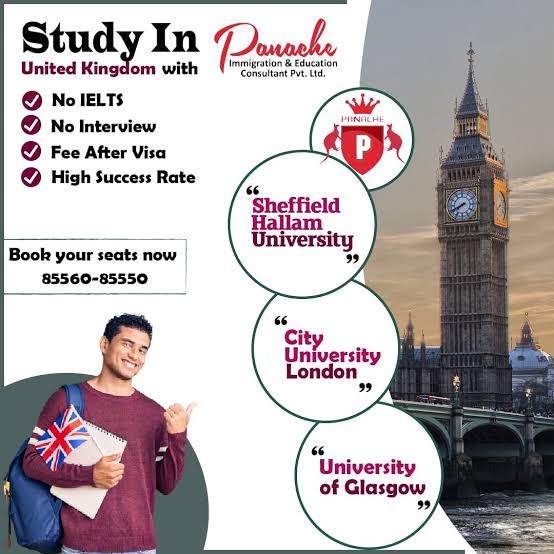 Study In
United Kingdom with
Panache
Immigration & Education
Consultant Pvt. Ltd.
No IELTS
No Interview
Fee After Visa
High Success Rate
PANACHE
P
“Sheffield
Hallam
University”
Book your seats now
85560-85550
“City
University
London”
“University
of Glasgow”